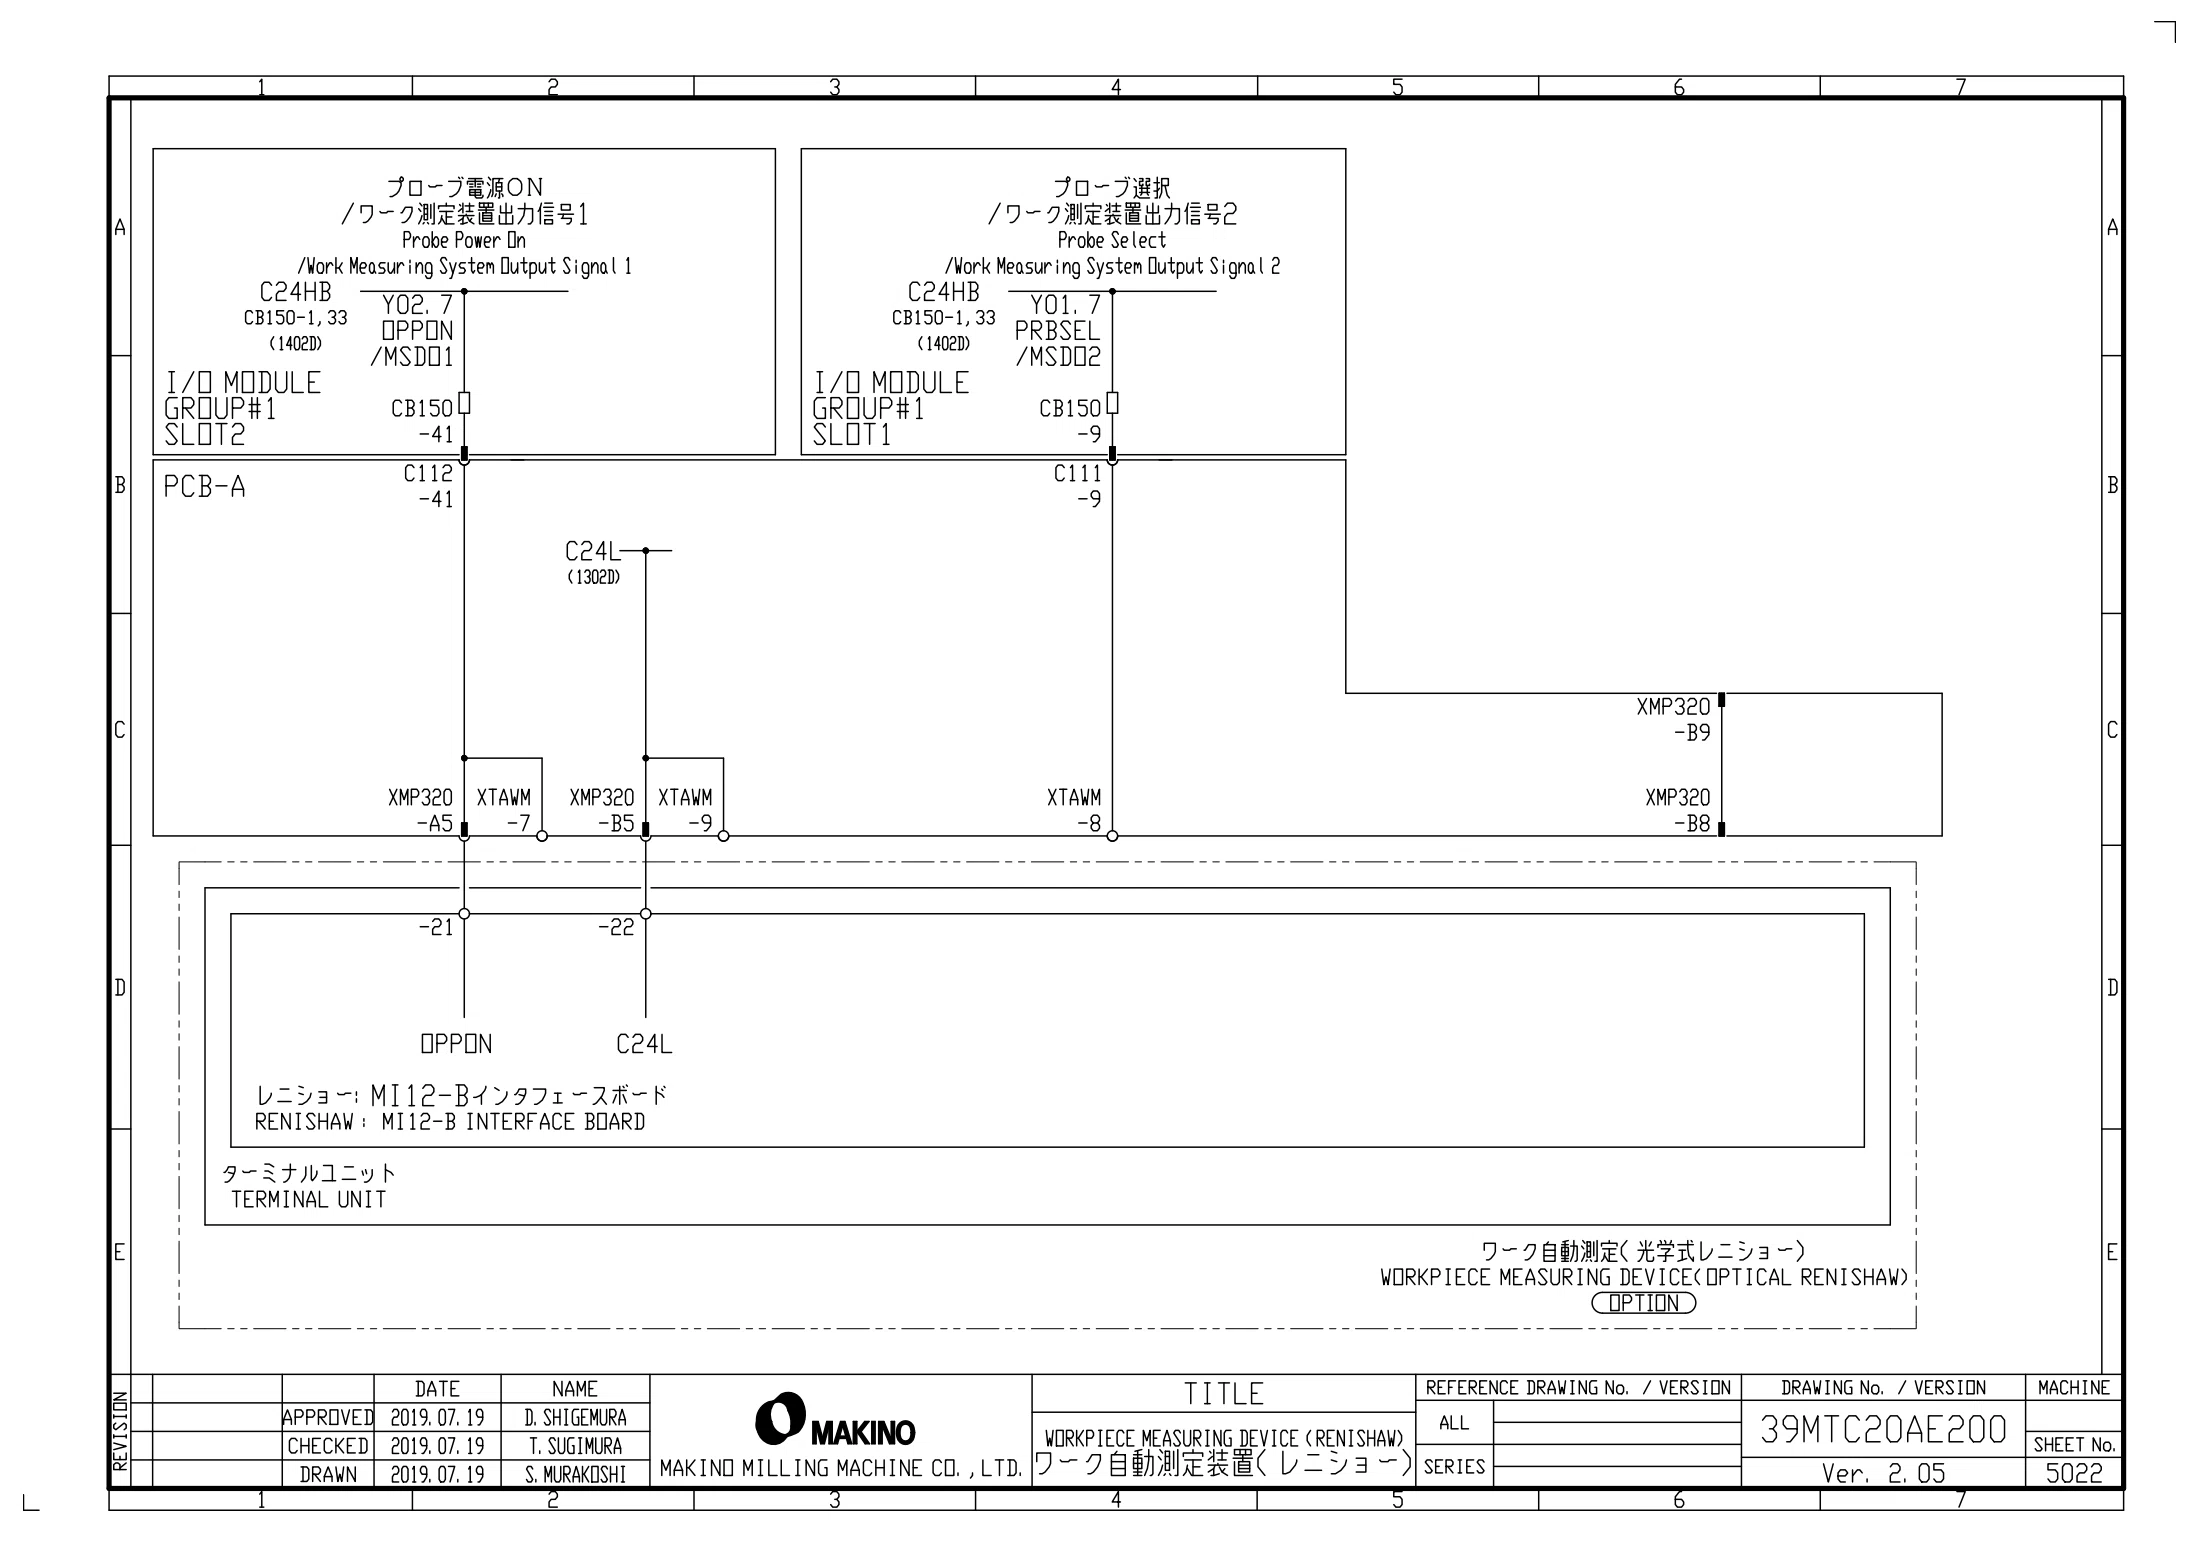 1 2 3 4 5 6 7
A A
B B
C C
D D
E E
プローブ電源ON
/ワーク測定装置出力信号1
Probe Power On
/Work Measuring System Output Signal 1
C24HB
CB150-1,33
(1402D)
Y02.7
OPPON
/MSDO1
I/O MODULE
GROUP#1
SLOT2
CB150
-41
プローブ選択
/ワーク測定装置出力信号2
Probe Select
/Work Measuring System Output Signal 2
C24HB
CB150-1,33
(1402D)
Y01.7
PRBSEL
/MSDO2
I/O MODULE
GROUP#1
SLOT1
CB150
-9
PCB-A
C112
-41
C111
-9
C24L
(1302D)
XMP320
-B9
XMP320
-A5
XTAWM
-7
XMP320
-B5
XTAWM
-9
XTAWM
-8
XMP320
-B8
-21
-22
OPPON
C24L
レニショー: MI12-Bインタフェースボード
RENISHAW : MI12-B INTERFACE BOARD
ターミナルユニット
TERMINAL UNIT
ワーク自動測定(光学式レニショー)
WORKPIECE MEASURING DEVICE(OPTICAL RENISHAW)
OPTION
REVISION
DATE NAME
APPROVED 2019.07.19 D. SHIGEMURA
CHECKED 2019.07.19 T. SUGIMURA
DRAWN 2019.07.19 S. MURAKOSHI
MAKINO
MAKINO MILLING MACHINE CO.,LTD.
TITLE
WORKPIECE MEASURING DEVICE (RENISHAW)
ワーク自動測定装置(レニショー)
REFERENCE DRAWING No. / VERSION
ALL
SERIES
DRAWING No. / VERSION
39MTC20AE200
Ver. 2.05
MACHINE
SHEET No.
5022
1 2 3 4 5 6 7